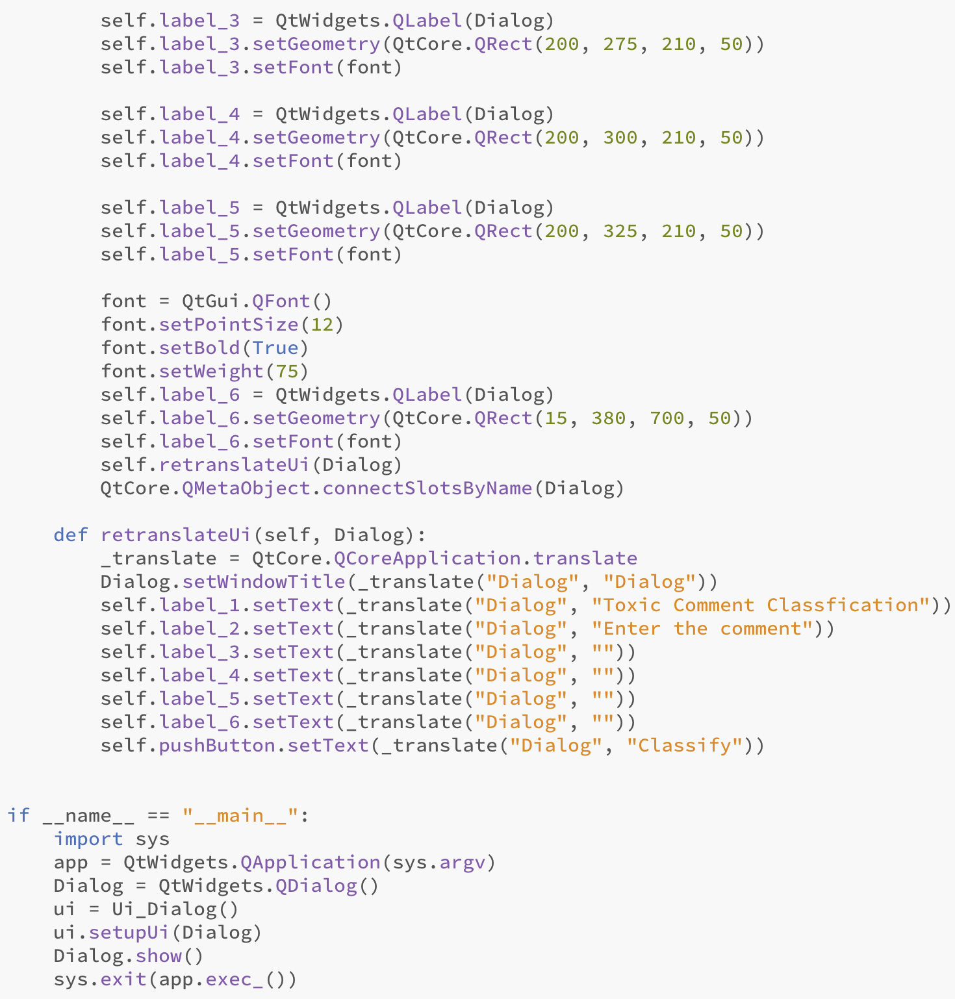 self.label_3 = QtWidgets.QLabel(Dialog)
        self.label_3.setGeometry(QtCore.QRect(200, 275, 210, 50))
        self.label_3.setFont(font)

        self.label_4 = QtWidgets.QLabel(Dialog)
        self.label_4.setGeometry(QtCore.QRect(200, 300, 210, 50))
        self.label_4.setFont(font)

        self.label_5 = QtWidgets.QLabel(Dialog)
        self.label_5.setGeometry(QtCore.QRect(200, 325, 210, 50))
        self.label_5.setFont(font)

        font = QtGui.QFont()
        font.setPointSize(12)
        font.setBold(True)
        font.setWeight(75)
        self.label_6 = QtWidgets.QLabel(Dialog)
        self.label_6.setGeometry(QtCore.QRect(15, 380, 700, 50))
        self.label_6.setFont(font)
        self.retranslateUi(Dialog)
        QtCore.QMetaObject.connectSlotsByName(Dialog)

    def retranslateUi(self, Dialog):
        _translate = QtCore.QCoreApplication.translate
        Dialog.setWindowTitle(_translate("Dialog", "Dialog"))
        self.label_1.setText(_translate("Dialog", "Toxic Comment Classfication"))
        self.label_2.setText(_translate("Dialog", "Enter the comment"))
        self.label_3.setText(_translate("Dialog", ""))
        self.label_4.setText(_translate("Dialog", ""))
        self.label_5.setText(_translate("Dialog", ""))
        self.label_6.setText(_translate("Dialog", ""))
        self.pushButton.setText(_translate("Dialog", "Classify"))


if __name__ == "__main__":
    import sys
    app = QtWidgets.QApplication(sys.argv)
    Dialog = QtWidgets.QDialog()
    ui = Ui_Dialog()
    ui.setupUi(Dialog)
    Dialog.show()
    sys.exit(app.exec_())